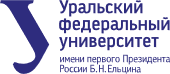 Уральский
федеральный
университет
имени первого Президента
России Б.Н.Ельцина